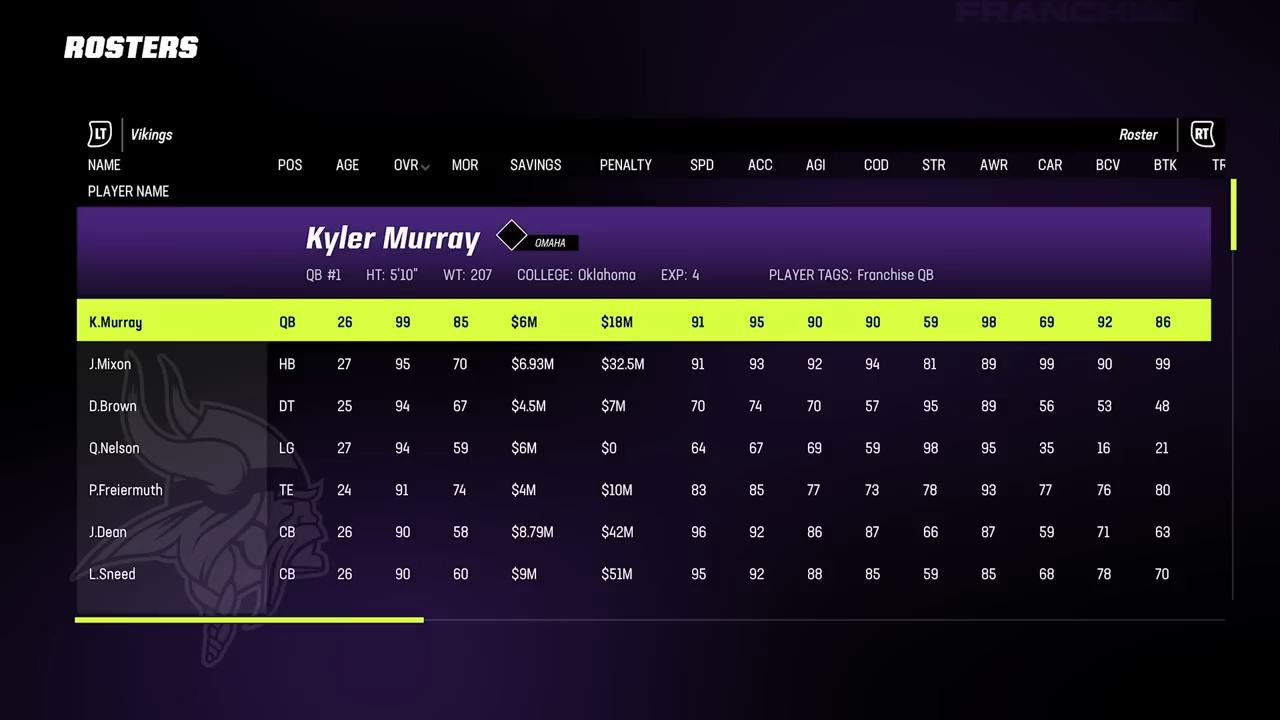 FRANCHISE
ROSTERS
LT Vikings Roster RT
NAME POS AGE OVR MOR SAVINGS PENALTY SPD ACC AGI COD STR AWR CAR BCV BTK TR
PLAYER NAME
Kyler Murray OMAHA
QB #1 HT: 5'10" WT: 207 COLLEGE: Oklahoma EXP: 4 PLAYER TAGS: Franchise QB
K.Murray QB 26 99 85 $6M $18M 91 95 90 90 59 98 69 92 86
J.Mixon HB 27 95 70 $6.93M $32.5M 91 93 92 94 81 89 99 90 99
D.Brown DT 25 94 67 $4.5M $7M 70 74 70 57 95 89 56 53 48
Q.Nelson LG 27 94 59 $6M $0 64 67 69 59 98 95 35 16 21
P.Freiermuth TE 24 91 74 $4M $10M 83 85 77 73 78 93 77 76 80
J.Dean CB 26 90 58 $8.79M $42M 96 92 86 87 66 87 59 71 63
L.Sneed CB 26 90 60 $9M $51M 95 92 88 85 59 85 68 78 70